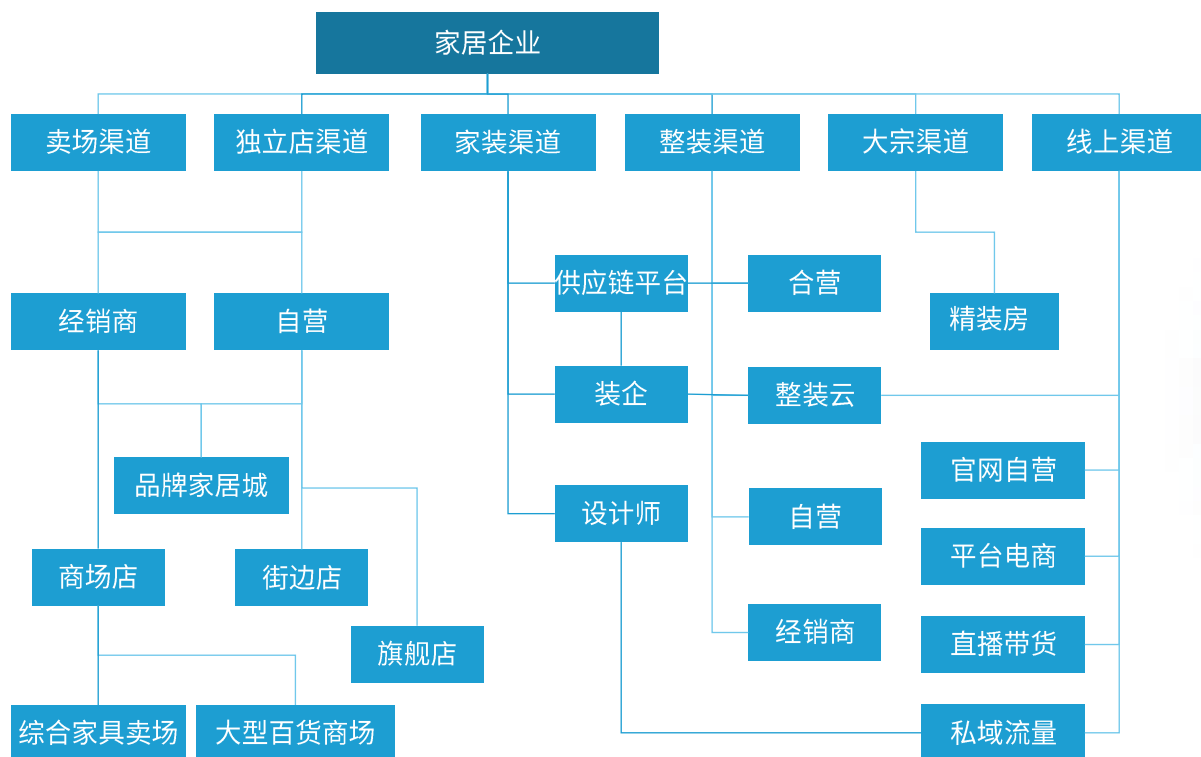 家居企业
卖场渠道
独立店渠道
家装渠道
整装渠道
大宗渠道
线上渠道
供应链平台
合营
经销商
自营
精装房
装企
整装云
品牌家居城
官网自营
设计师
自营
平台电商
商场店
街边店
旗舰店
经销商
直播带货
综合家具卖场
大型百货商场
私域流量